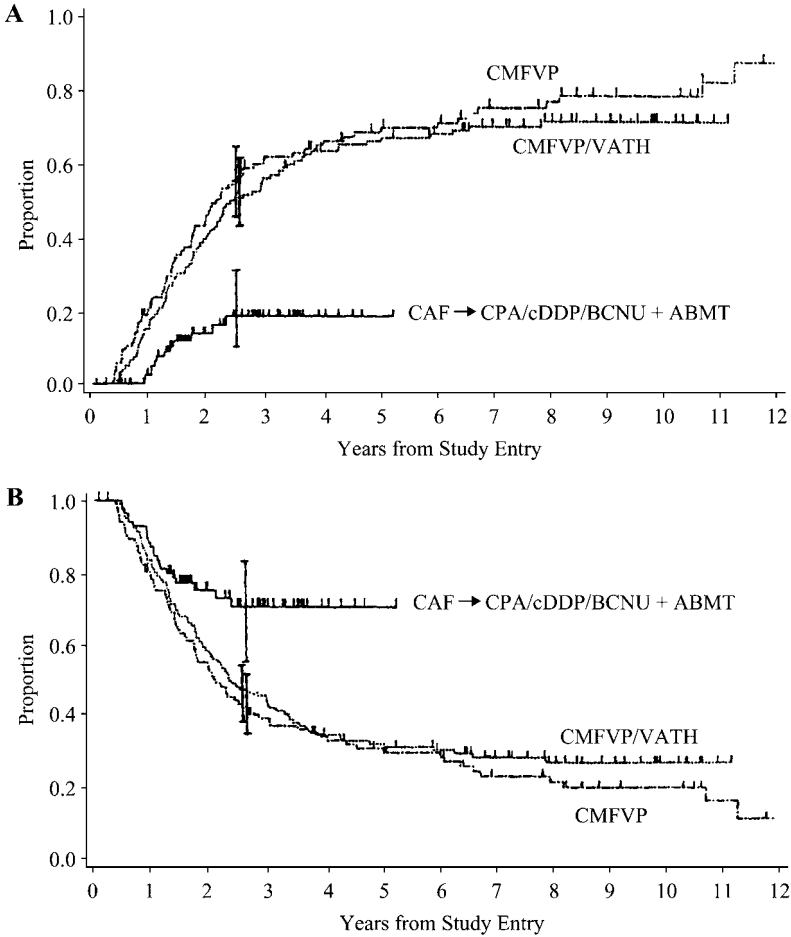 A
1.0
0.8
0.6
0.4
0.2
0.0
Proportion
CMFVP
CMFVP/VATH
CAF → CPA/cDDP/BCNU + ABMT
0 1 2 3 4 5 6 7 8 9 10 11 12
Years from Study Entry
B
1.0
0.8
0.6
0.4
0.2
0.0
Proportion
CAF → CPA/cDDP/BCNU + ABMT
CMFVP/VATH
CMFVP
0 1 2 3 4 5 6 7 8 9 10 11 12
Years from Study Entry